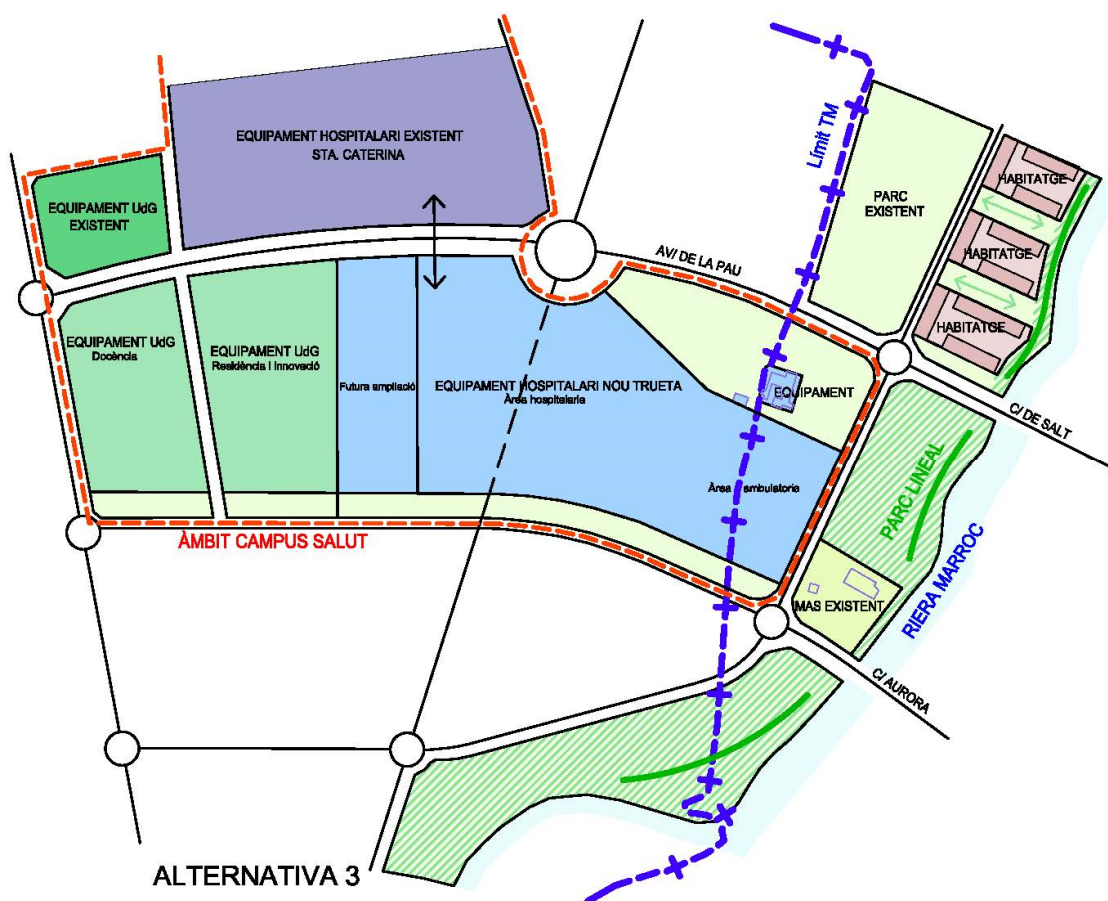 EQUIPAMENT HOSPITALARI EXISTENT
STA. CATERINA
Límit TM
EQUIPAMENT UdG
EXISTENT
PARC
EXISTENT
HABITATGE
HABITATGE
HABITATGE
AV/ DE LA PAU
EQUIPAMENT UdG
Docència
EQUIPAMENT UdG
Residència i Innovació
Futura ampliació
EQUIPAMENT HOSPITALARI NOU TRUETA
Àrea hospitalaria
EQUIPAMENT
C/ DE SALT
Àrea ambulatoria
PARC LINEAL
ÀMBIT CAMPUS SALUT
MAS EXISTENT
RIERA MARROC
C/ AURORA
ALTERNATIVA 3